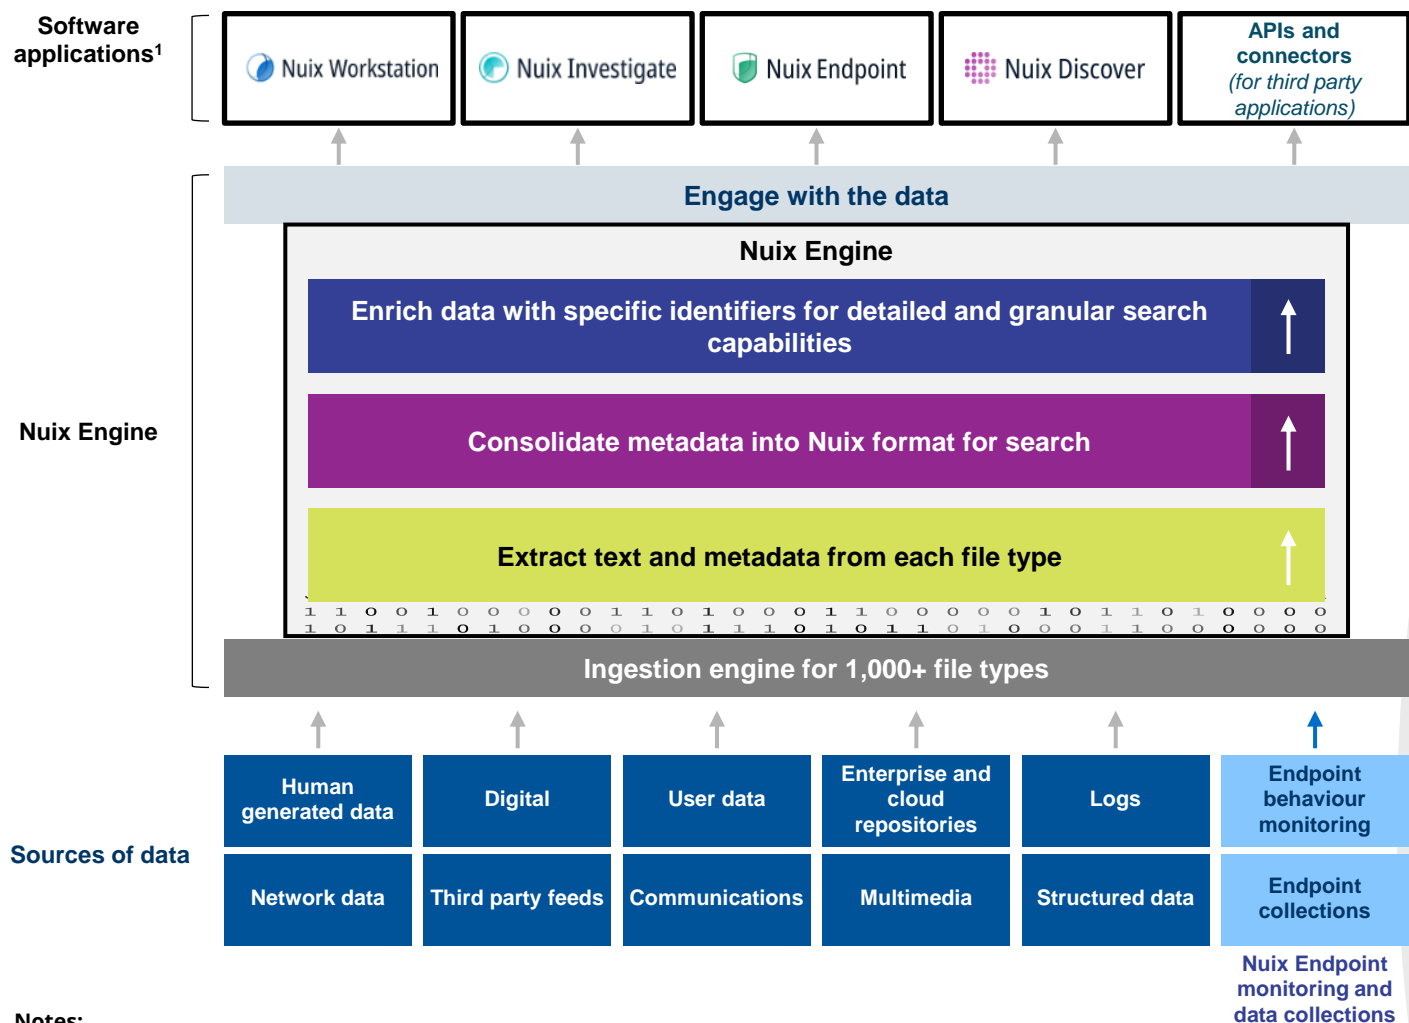 Software
applications¹
Nuix Workstation
Nuix Investigate
Nuix Endpoint
Nuix Discover
APIs and
connectors
(for third party
applications)
Engage with the data
Nuix Engine
Nuix Engine
Enrich data with specific identifiers for detailed and granular search
capabilities
Consolidate metadata into Nuix format for search
Extract text and metadata from each file type
1 1 0 0 1 0 0 0 0 0 1 1 0 1 0 0 0 1 1 0 0 0 0 0 1 0 1 1 0 1 0 0 0 0
1 0 1 1 1 0 1 0 0 0 0 1 0 1 1 1 0 1 0 1 1 0 1 0 0 0 1 1 0 0 0 0 0 0
Ingestion engine for 1,000+ file types
Sources of data
Human
generated data
Digital
User data
Enterprise and
cloud
repositories
Logs
Endpoint
behaviour
monitoring
Network data
Third party feeds
Communications
Multimedia
Structured data
Endpoint
collections
Nuix Endpoint
monitoring and
data collections
Notes: